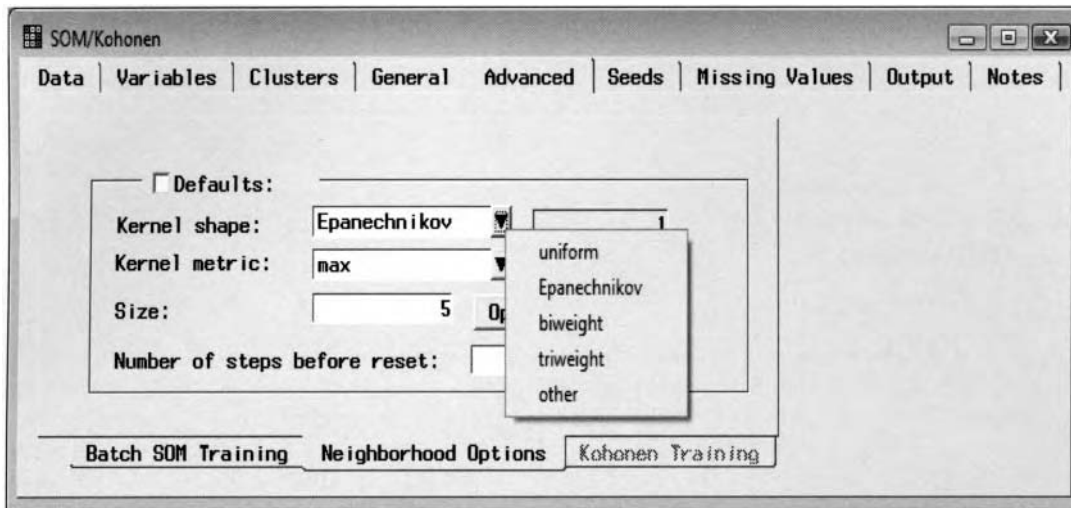 SOM/Kohonen
Data Variables Clusters General Advanced Seeds Missing Values Output Notes
Defaults:
Kernel shape: Epanechnikov 1
uniform
Kernel metric: max
Epanechnikov
Size: 5 Op
biweight
triweight
Number of steps before reset:
other
Batch SOM Training Neighborhood Options Kohonen Training